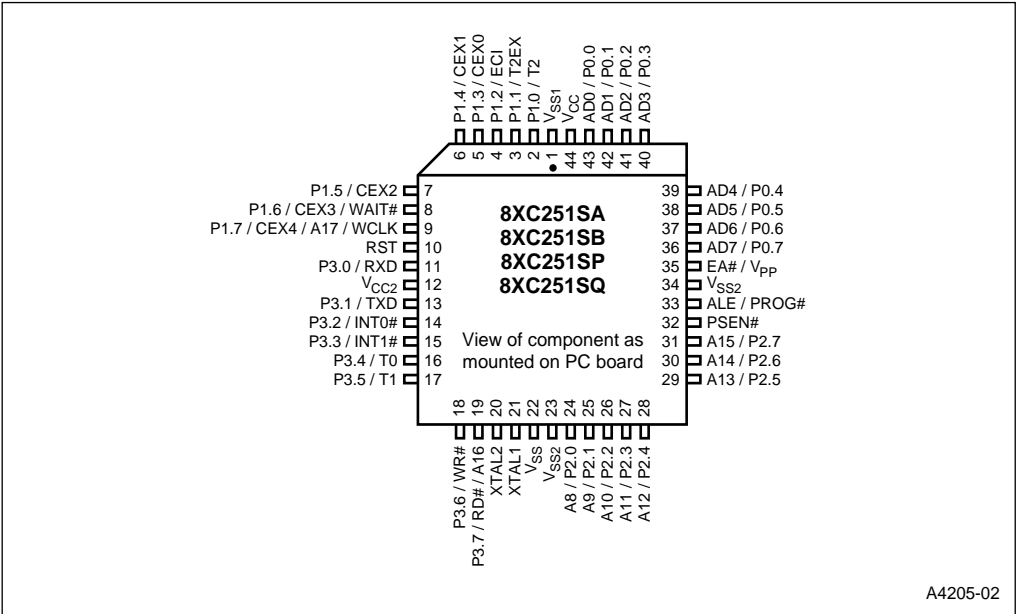 P1.4 / CEX1
P1.3 / CEX0
P1.2 / ECI
P1.1 / T2EX
P1.0 / T2
VSS1
VCC
AD0 / P0.0
AD1 / P0.1
AD2 / P0.2
AD3 / P0.3
6
5
4
3
2
1
44
43
42
41
40
P1.5 / CEX2
7
P1.6 / CEX3 / WAIT#
8
P1.7 / CEX4 / A17 / WCLK
9
RST
10
P3.0 / RXD
11
VCC2
12
P3.1 / TXD
13
P3.2 / INT0#
14
P3.3 / INT1#
15
P3.4 / T0
16
P3.5 / T1
17
8XC251SA
8XC251SB
8XC251SP
8XC251SQ
View of component as
mounted on PC board
39
AD4 / P0.4
38
AD5 / P0.5
37
AD6 / P0.6
36
AD7 / P0.7
35
EA# / VPP
34
VSS2
33
ALE / PROG#
32
PSEN#
31
A15 / P2.7
30
A14 / P2.6
29
A13 / P2.5
18
19
20
21
22
23
24
25
26
27
28
P3.6 / WR#
P3.7 / RD# / A16
XTAL2
XTAL1
VSS
VSS2
A8 / P2.0
A9 / P2.1
A10 / P2.2
A11 / P2.3
A12 / P2.4
A4205-02